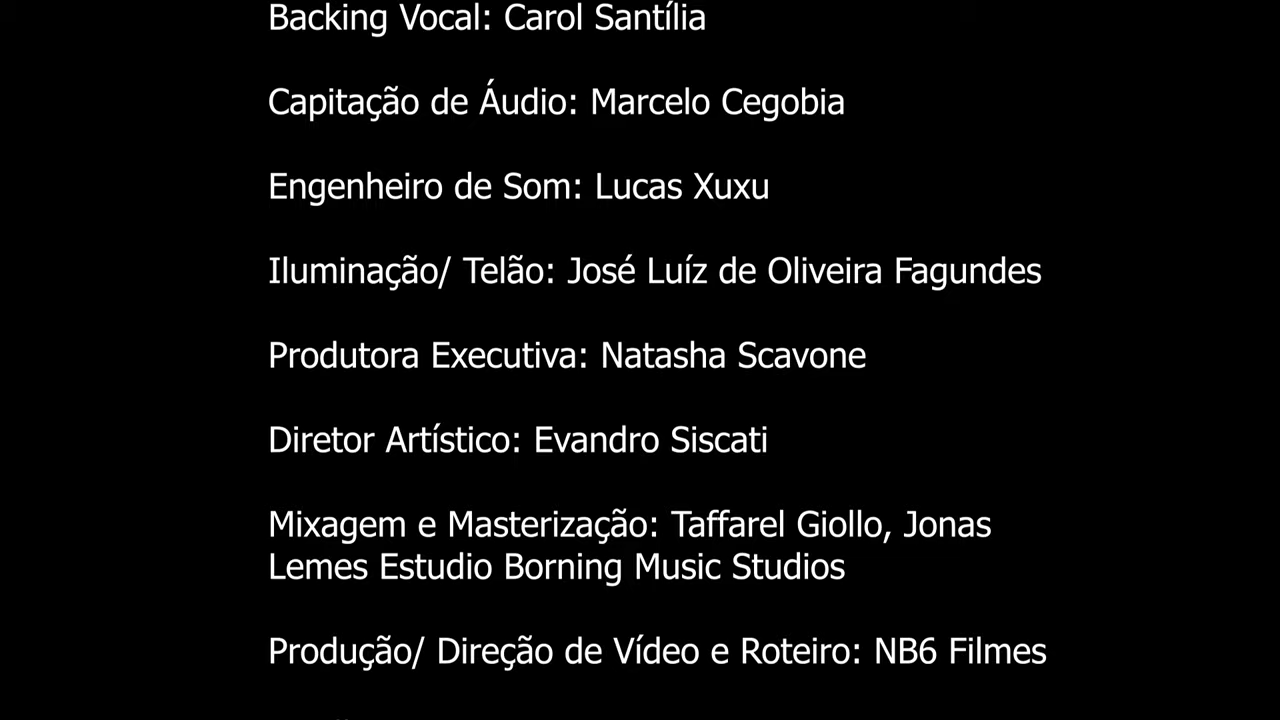 Backing Vocal: Carol Santília
Capitação de Áudio: Marcelo Cegobia
Engenheiro de Som: Lucas Xuxu
Iluminação/ Telão: José Luíz de Oliveira Fagundes
Produtora Executiva: Natasha Scavone
Diretor Artístico: Evandro Siscati
Mixagem e Masterização: Taffarel Giollo, Jonas
Lemes Estudio Borning Music Studios
Produção/ Direção de Vídeo e Roteiro: NB6 Filmes